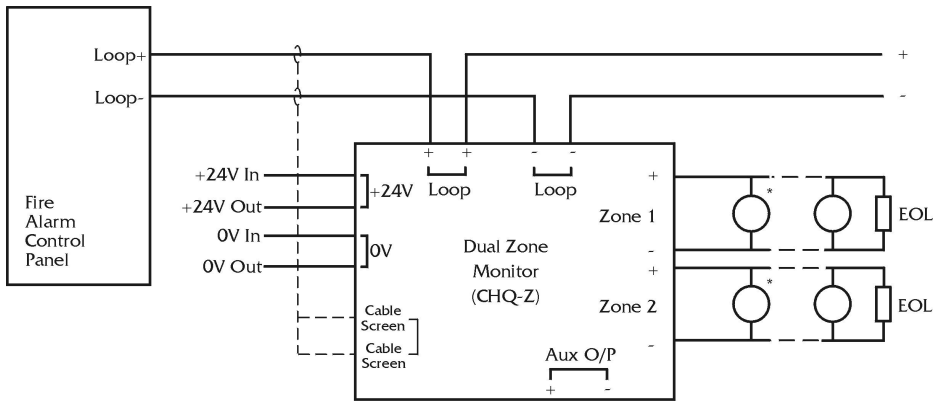 Loop+
+
Loop-
-
+ + - -
Loop
Loop
+24V In
+24V
+24V Out
0V In
0V
0V Out
Fire
Alarm
Control
Panel
Dual Zone
Monitor
(CHQ-Z)
+
Zone 1
-
*
EOL
+
Zone 2
-
*
EOL
Cable
Screen
Cable
Screen
Aux O/P
+ -